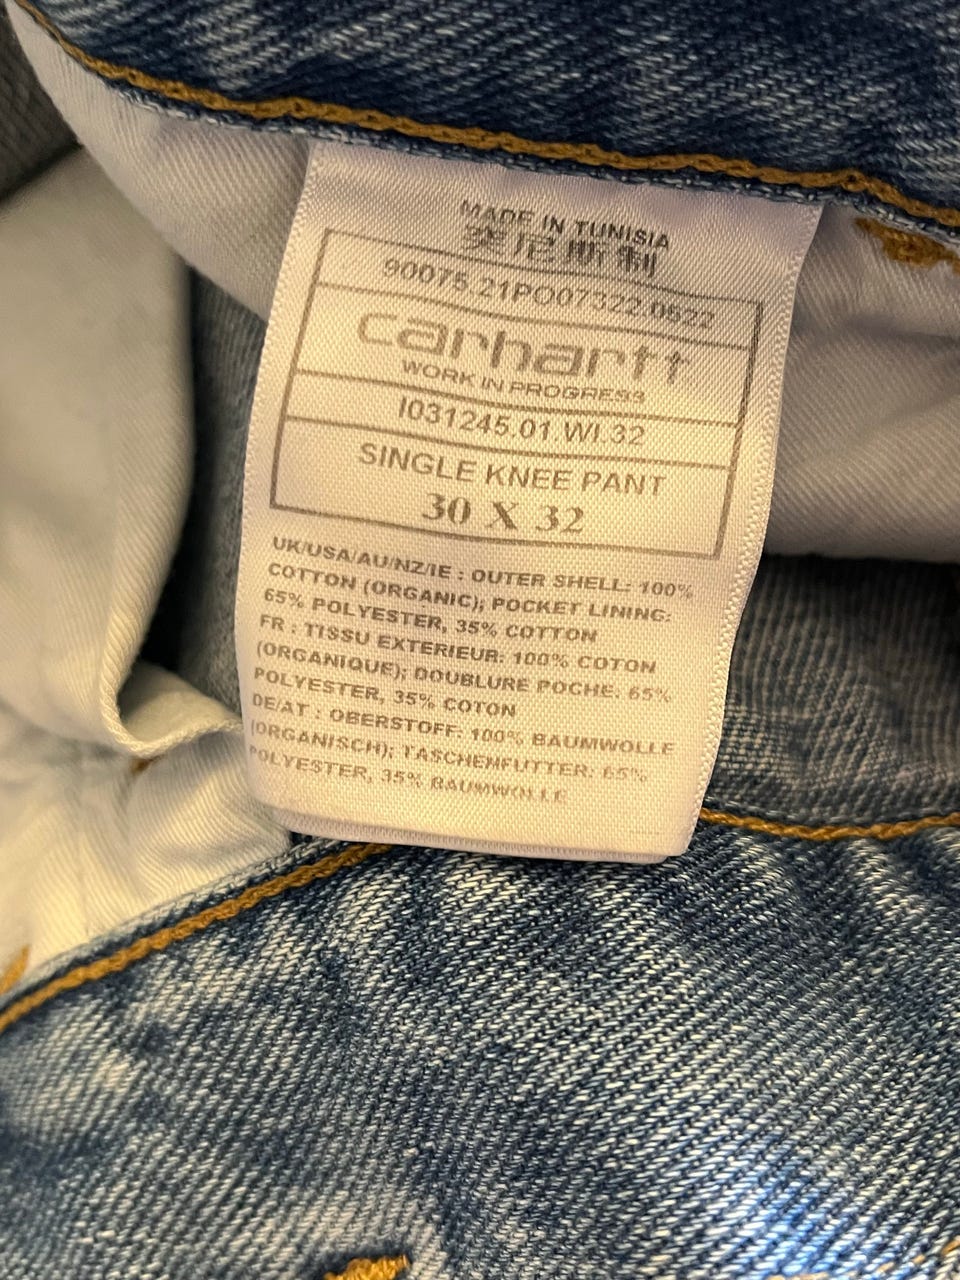 MADE IN TUNISIA
突尼斯制
90075.21PO07322.0622
carhartt
WORK IN PROGRESS
I031245.01.WI.32
SINGLE KNEE PANT
30 X 32
UK/USA/AU/NZ/IE : OUTER SHELL: 100%
COTTON (ORGANIC); POCKET LINING:
65% POLYESTER, 35% COTTON
FR : TISSU EXTERIEUR: 100% COTON
(ORGANIQUE); DOUBLURE POCHE: 65%
POLYESTER, 35% COTON
DE/AT : OBERSTOFF: 100% BAUMWOLLE
(ORGANISCH); TASCHENFUTTER: 65%
POLYESTER, 35% BAUMWOLLE